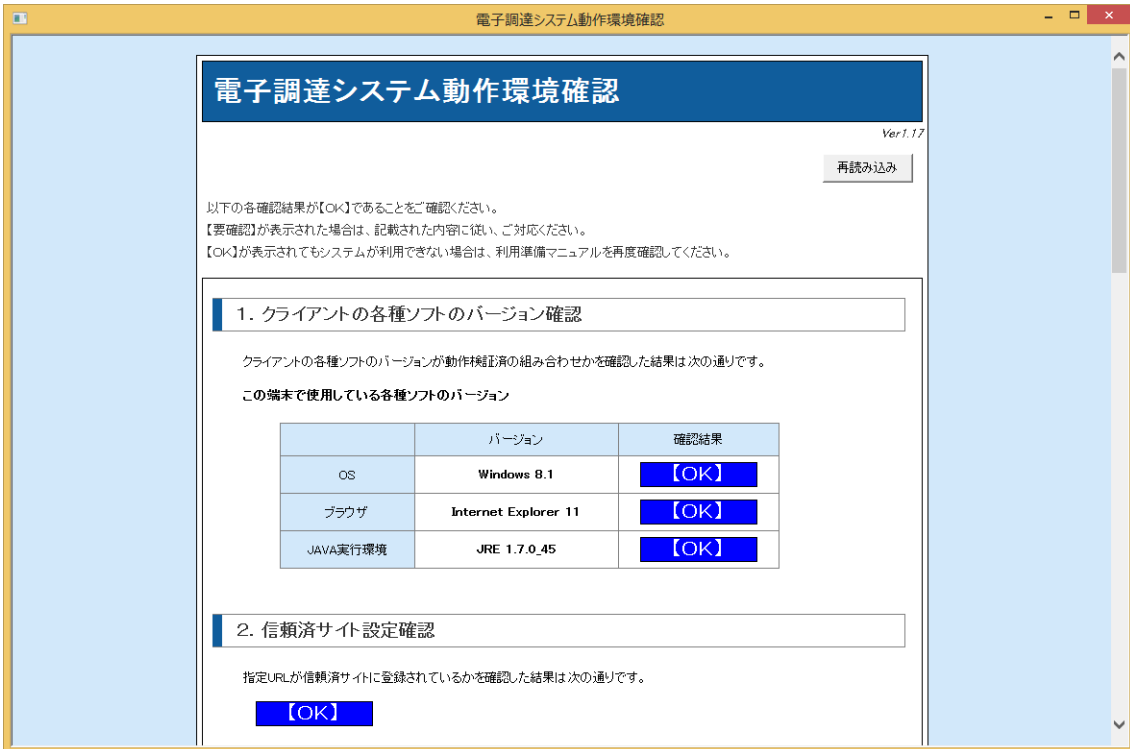 電子調達システム動作環境確認
電子調達システム動作環境確認
Ver1.17
再読み込み
以下の各確認結果が【OK】であることをご確認ください。
【要確認】が表示された場合は、記載された内容に従い、ご対応ください。
【OK】が表示されてもシステムが利用できない場合は、利用準備マニュアルを再度確認してください。
1. クライアントの各種ソフトのバージョン確認
クライアントの各種ソフトのバージョンが動作検証済の組み合わせかを確認した結果は次の通りです。
この端末で使用している各種ソフトのバージョン
バージョン 確認結果
OS Windows 8.1 【OK】
ブラウザ Internet Explorer 11 【OK】
JAVA実行環境 JRE 1.7.0_45 【OK】
2. 信頼済サイト設定確認
指定URLが信頼済サイトに登録されているかを確認した結果は次の通りです。
【OK】